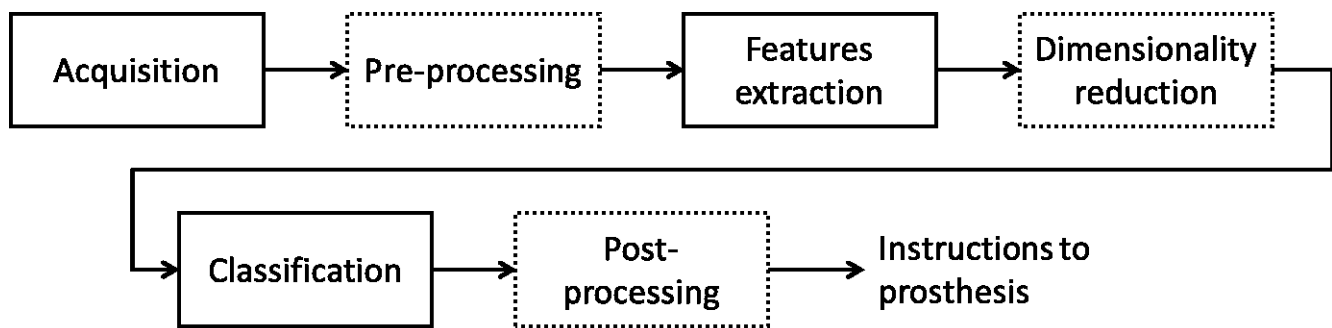 Acquisition
Pre-processing
Features
extraction
Dimensionality
reduction
Classification
Post-
processing
Instructions to
prosthesis